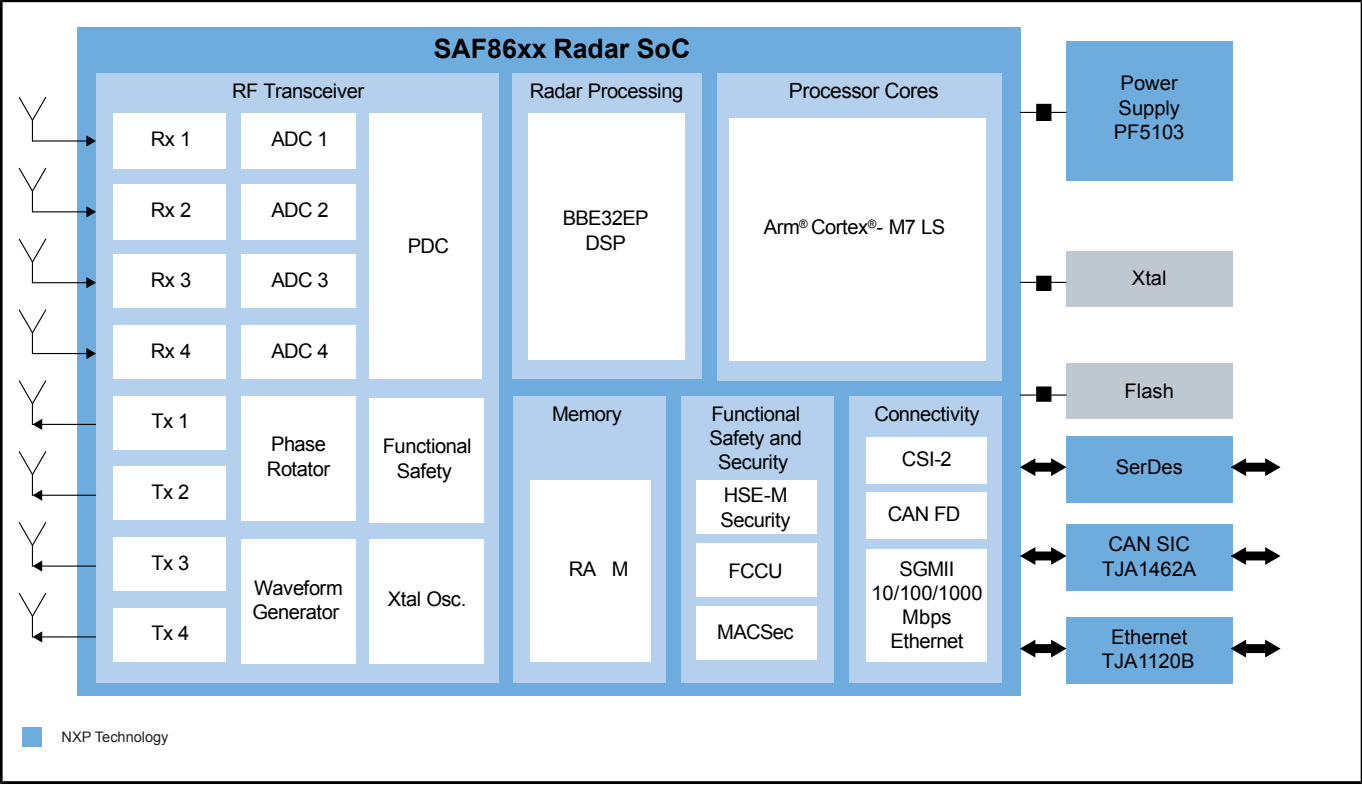 SAF86xx Radar SoC
RF Transceiver
Rx 1
ADC 1
Rx 2
ADC 2
Rx 3
ADC 3
Rx 4
ADC 4
PDC
Tx 1
Tx 2
Tx 3
Tx 4
Phase
Rotator
Functional
Safety
Waveform
Generator
Xtal Osc.
Radar Processing
BBE32EP
DSP
Processor Cores
Arm® Cortex®- M7 LS
Memory
RA M
Functional
Safety and
Security
HSE-M
Security
FCCU
MACSec
Connectivity
CSI-2
CAN FD
SGMII
10/100/1000
Mbps
Ethernet
Power
Supply
PF5103
Xtal
Flash
SerDes
CAN SIC
TJA1462A
Ethernet
TJA1120B
NXP Technology